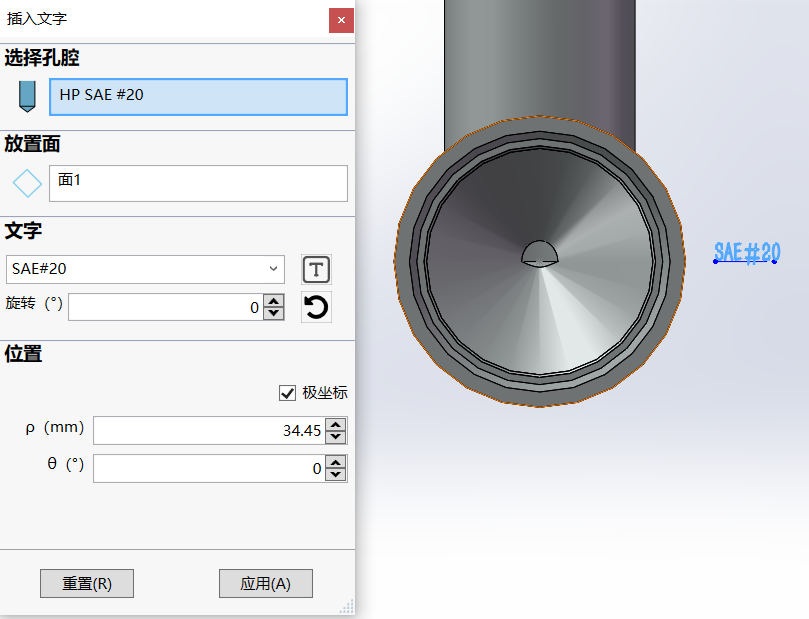 插入文字
选择孔腔
HP SAE #20
放置面
面1
文字
SAE#20
旋转（°） 0
位置
极坐标
ρ（mm） 34.45
θ（°） 0
重置(R) 应用(A)
SAE#20